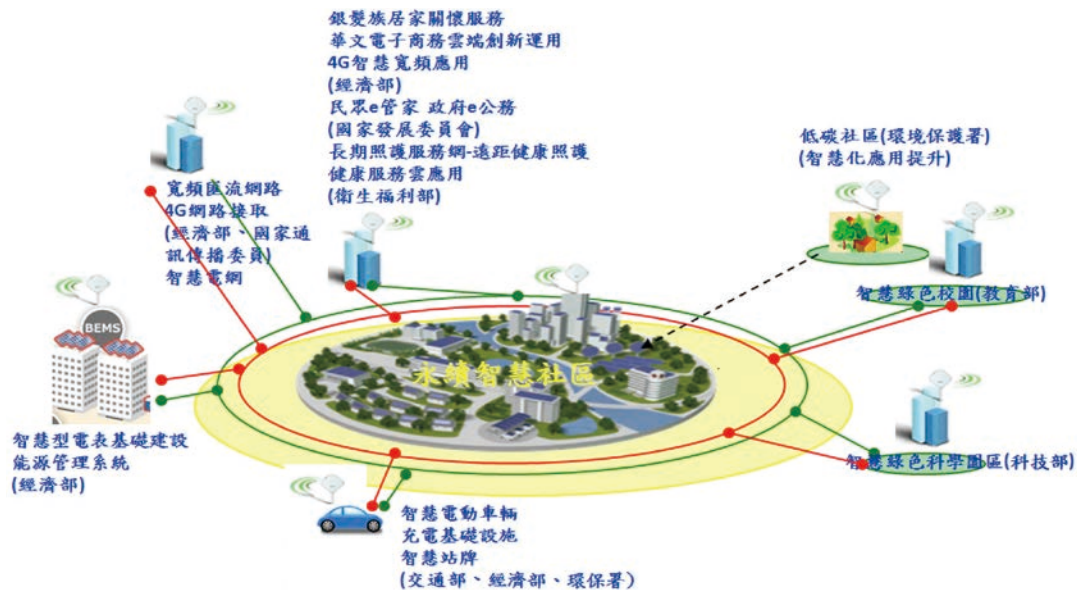 銀髮族居家關懷服務
華文電子商務雲端創新運用
4G智慧寬頻應用
(經濟部)
民眾e管家 政府e公務
(國家發展委員會)
長期照護服務網-遠距健康照護
健康服務雲應用
(衛生福利部)
低碳社區(環境保護署)
(智慧化應用提升)
寬頻匯流網路
4G網路接取
(經濟部、國家通
訊傳播委員)
智慧電網
智慧綠色校園(教育部)
BEMS
永續智慧社區
智慧型電表基礎建設
能源管理系統
(經濟部)
智慧綠色科學園區(科技部)
智慧電動車輛
充電基礎設施
智慧站牌
(交通部、經濟部、環保署)